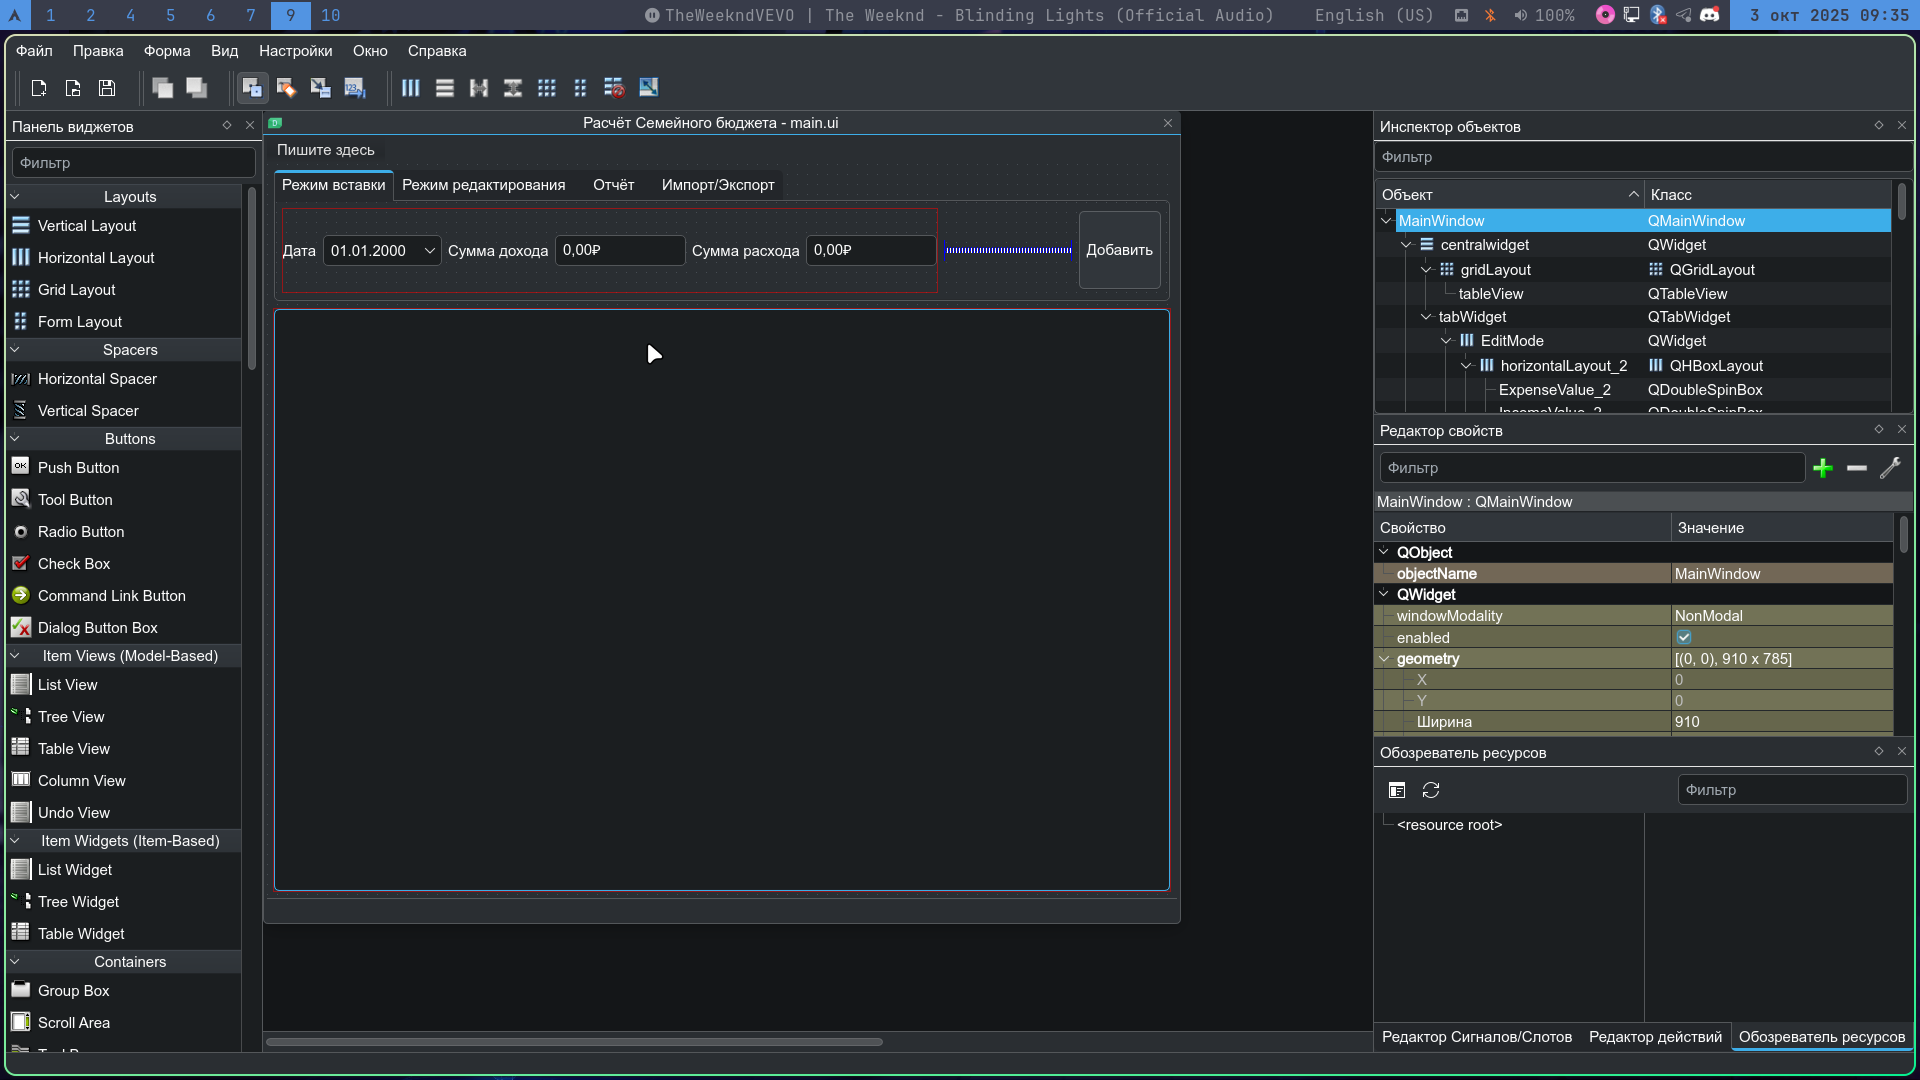 1 2 4 5 6 7 9 10 TheWeekndVEVO | The Weeknd - Blinding Lights (Official Audio) English (US) 100% 3 окт 2025 09:35
Файл Правка Форма Вид Настройки Окно Справка
Панель виджетов
Фильтр
Layouts
Vertical Layout
Horizontal Layout
Grid Layout
Form Layout
Spacers
Horizontal Spacer
Vertical Spacer
Buttons
OK Push Button
Tool Button
Radio Button
Check Box
Command Link Button
Dialog Button Box
Item Views (Model-Based)
List View
Tree View
Table View
Column View
Undo View
Item Widgets (Item-Based)
List Widget
Tree Widget
Table Widget
Containers
Group Box
Scroll Area
Расчёт Семейного бюджета - main.ui
Пишите здесь
Режим вставки Режим редактирования Отчёт Импорт/Экспорт
Дата 01.01.2000 Сумма дохода 0,00₽ Сумма расхода 0,00₽ Добавить
Инспектор объектов
Фильтр
Объект Класс
MainWindow QMainWindow
centralwidget QWidget
gridLayout QGridLayout
tableView QTableView
tabWidget QTabWidget
EditMode QWidget
horizontalLayout_2 QHBoxLayout
ExpenseValue_2 QDoubleSpinBox
IncomeValue_2 QDoubleSpinBox
Редактор свойств
Фильтр
MainWindow : QMainWindow
Свойство Значение
QObject
objectName MainWindow
QWidget
windowModality NonModal
enabled
geometry [(0, 0), 910 x 785]
X 0
Y 0
Ширина 910
Обозреватель ресурсов
Фильтр
<resource root>
Редактор Сигналов/Слотов Редактор действий Обозреватель ресурсов